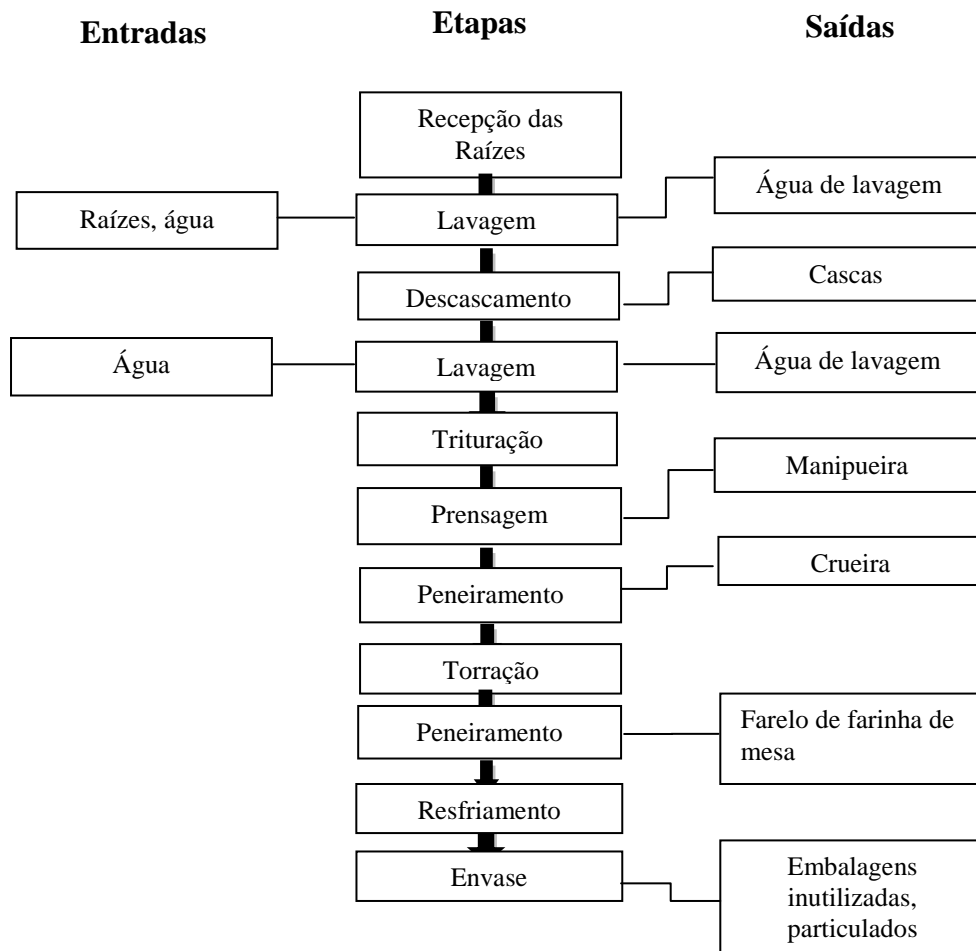 Entradas
Etapas
Saídas
Recepção das
Raízes
Água de lavagem
Raízes, água
Lavagem
Cascas
Descascamento
Água
Lavagem
Água de lavagem
Trituração
Manipueira
Prensagem
Crueira
Peneiramento
Torração
Peneiramento
Farelo de farinha de
mesa
Resfriamento
Envase
Embalagens
inutilizadas,
particulados